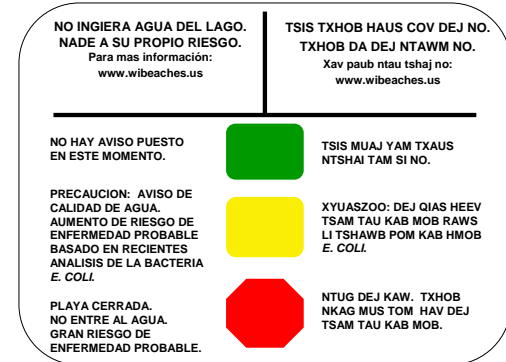 NO INGIERA AGUA DEL LAGO.
NADE A SU PROPIO RIESGO.
Para mas información:
www.wibeaches.us
TSIS TXHOB HAUS COV DEJ NO.
TXHOB DA DEJ NTAWM NO.
Xav paub ntau tshaj no:
www.wibeaches.us
NO HAY AVISO PUESTO
EN ESTE MOMENTO.
TSIS MUAJ YAM TXAUS
NTSHAI TAM SI NO.
PRECAUCION: AVISO DE
CALIDAD DE AGUA.
AUMENTO DE RIESGO DE
ENFERMEDAD PROBABLE
BASADO EN RECIENTES
ANALISIS DE LA BACTERIA
E. COLI.
XYUASZOO: DEJ QIAS HEEV
TSAM TAU KAB MOB RAWS
LI TSHAWB POM KAB HMOB
E. COLI.
PLAYA CERRADA.
NO ENTRE AL AGUA.
GRAN RIESGO DE
ENFERMEDAD PROBABLE.
NTUG DEJ KAW. TXHOB
NKAG MUS TOM HAV DEJ
TSAM TAU KAB MOB.